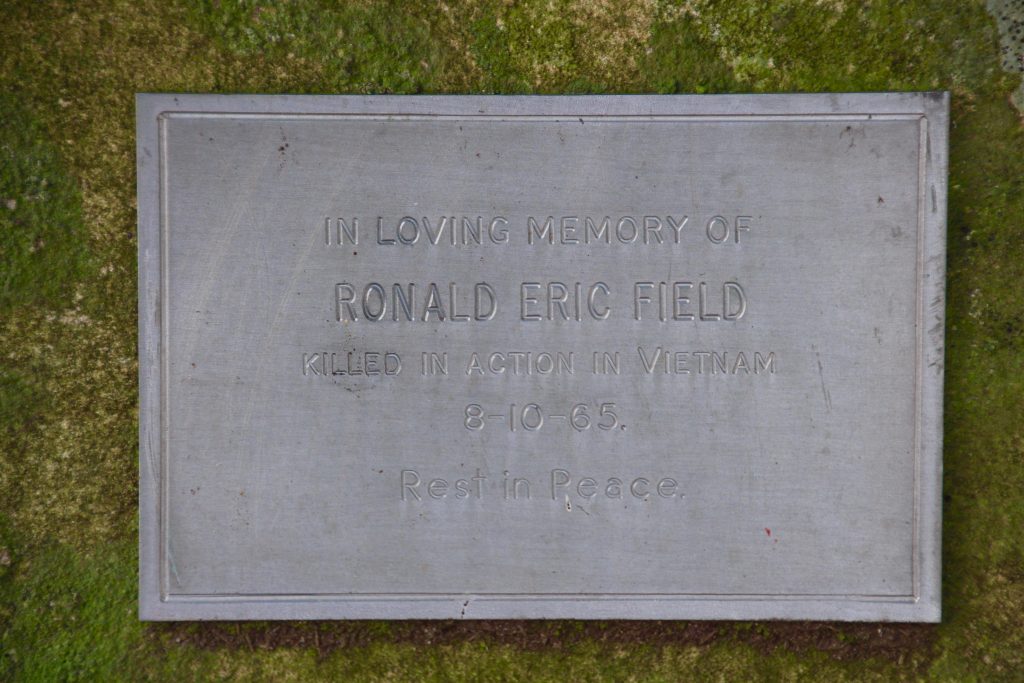 IN LOVING MEMORY OF
RONALD ERIC FIELD
KILLED IN ACTION IN VIETNAM
8-10-65.
Rest in Peace.